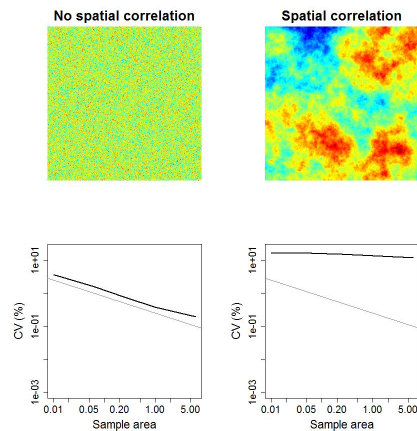 No spatial correlation
Spatial correlation
1e+01
1e-01
1e-03
CV (%)
0.01 0.05 0.20 1.00 5.00
Sample area
1e+01
1e-01
1e-03
CV (%)
0.01 0.05 0.20 1.00 5.00
Sample area